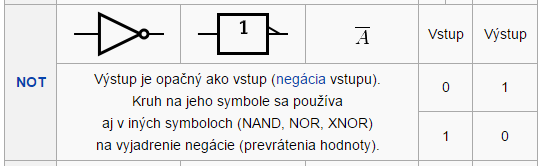 1
A
Vstup
Výstup
NOT
Výstup je opačný ako vstup (negácia vstupu).
Kruh na jeho symbole sa používa
aj v iných symboloch (NAND, NOR, XNOR)
na vyjadrenie negácie (prevrátenia hodnoty).
0
1
1
0